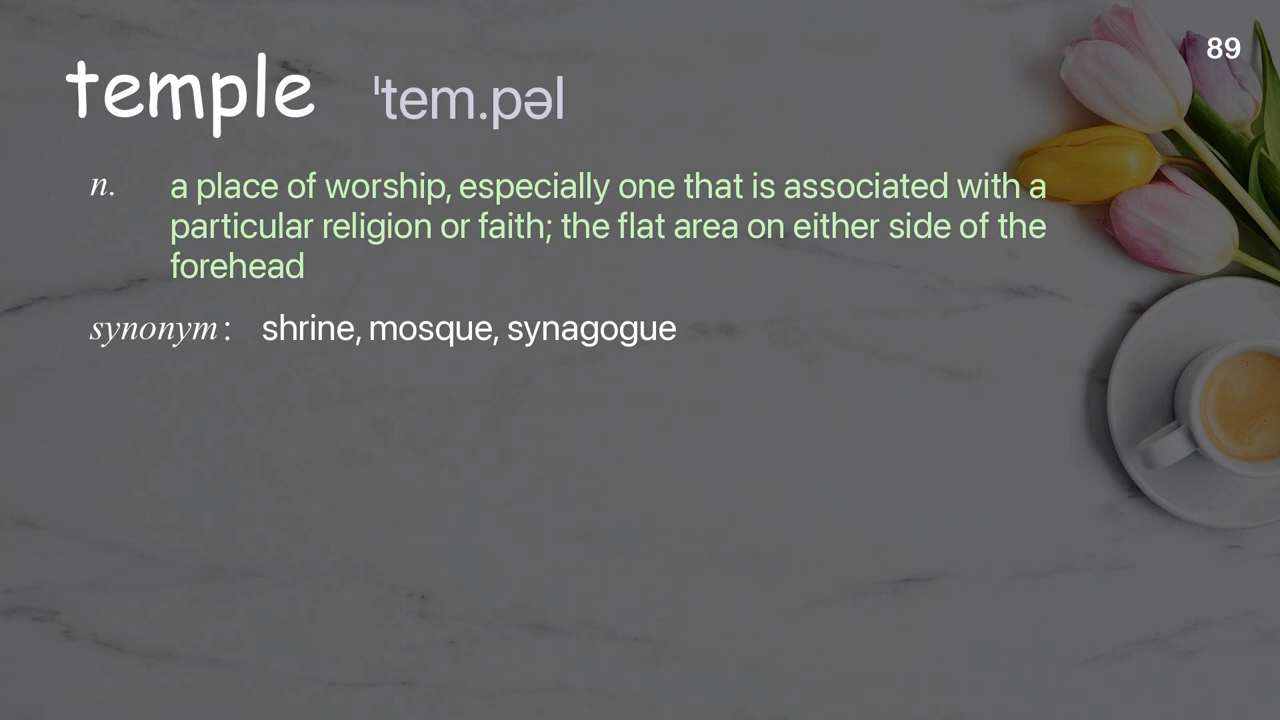 89
temple ˈtem.pəl
n. a place of worship, especially one that is associated with a
particular religion or faith; the flat area on either side of the
forehead
synonym: shrine, mosque, synagogue